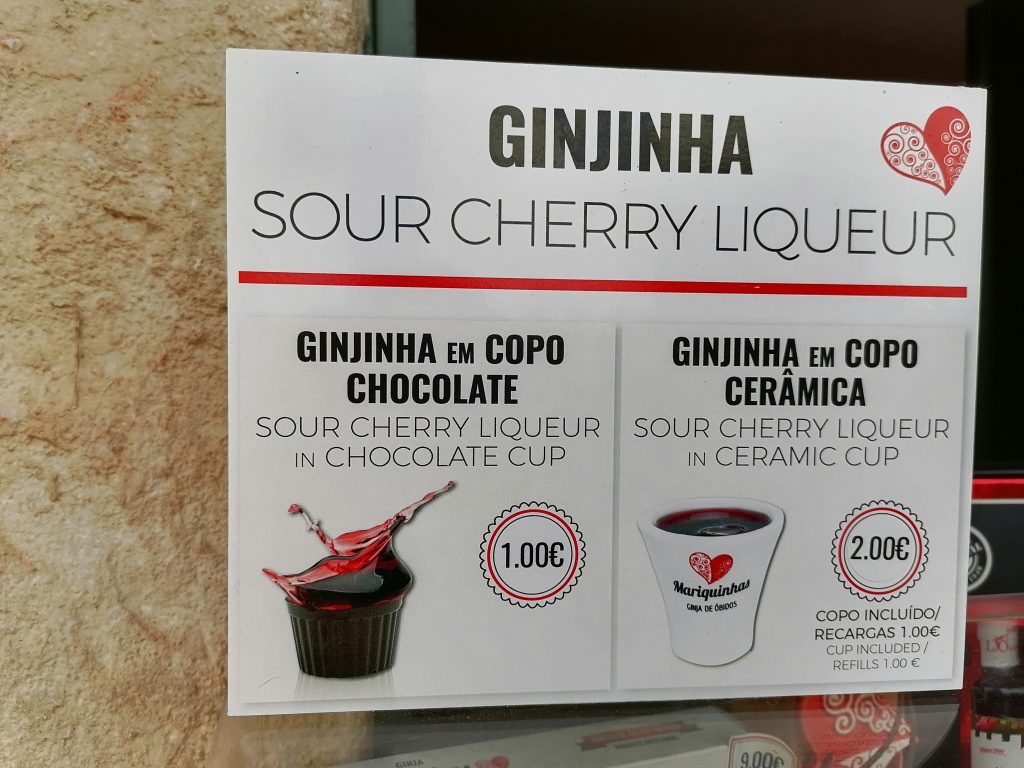 GINJINHA
SOUR CHERRY LIQUEUR
GINJINHA EM COPO
CHOCOLATE
SOUR CHERRY LIQUEUR
IN CHOCOLATE CUP
1.00€
GINJINHA EM COPO
CERÂMICA
SOUR CHERRY LIQUEUR
IN CERAMIC CUP
Mariquinhas
GINJA DE ÓBIDOS
2.00€
COPO INCLUÍDO/
RECARGAS 1.00€
CUP INCLUDED /
REFILLS 1.00 €
GINJA
9.00€